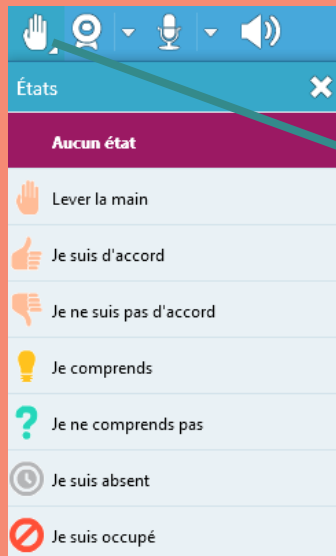 États
Aucun état
Lever la main
Je suis d'accord
Je ne suis pas d'accord
Je comprends
Je ne comprends pas
Je suis absent
Je suis occupé